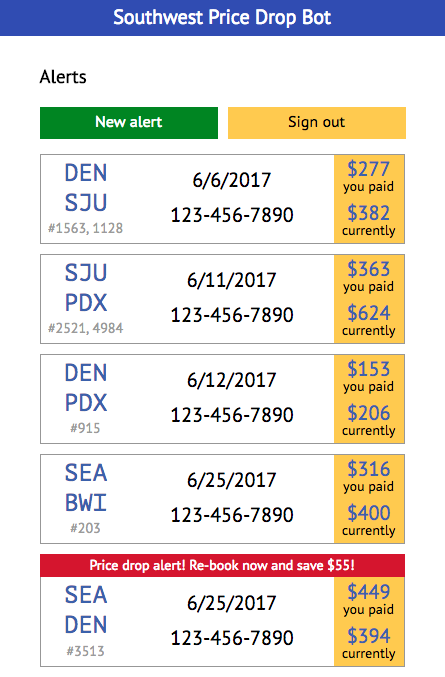 Southwest Price Drop Bot
Alerts
New alert
Sign out
DEN
SJU
#1563, 1128
6/6/2017
123-456-7890
$277
you paid
$382
currently
SJU
PDX
#2521, 4984
6/11/2017
123-456-7890
$363
you paid
$624
currently
DEN
PDX
#915
6/12/2017
123-456-7890
$153
you paid
$206
currently
SEA
BWI
#203
6/25/2017
123-456-7890
$316
you paid
$400
currently
Price drop alert! Re-book now and save $55!
SEA
DEN
#3513
6/25/2017
123-456-7890
$449
you paid
$394
currently